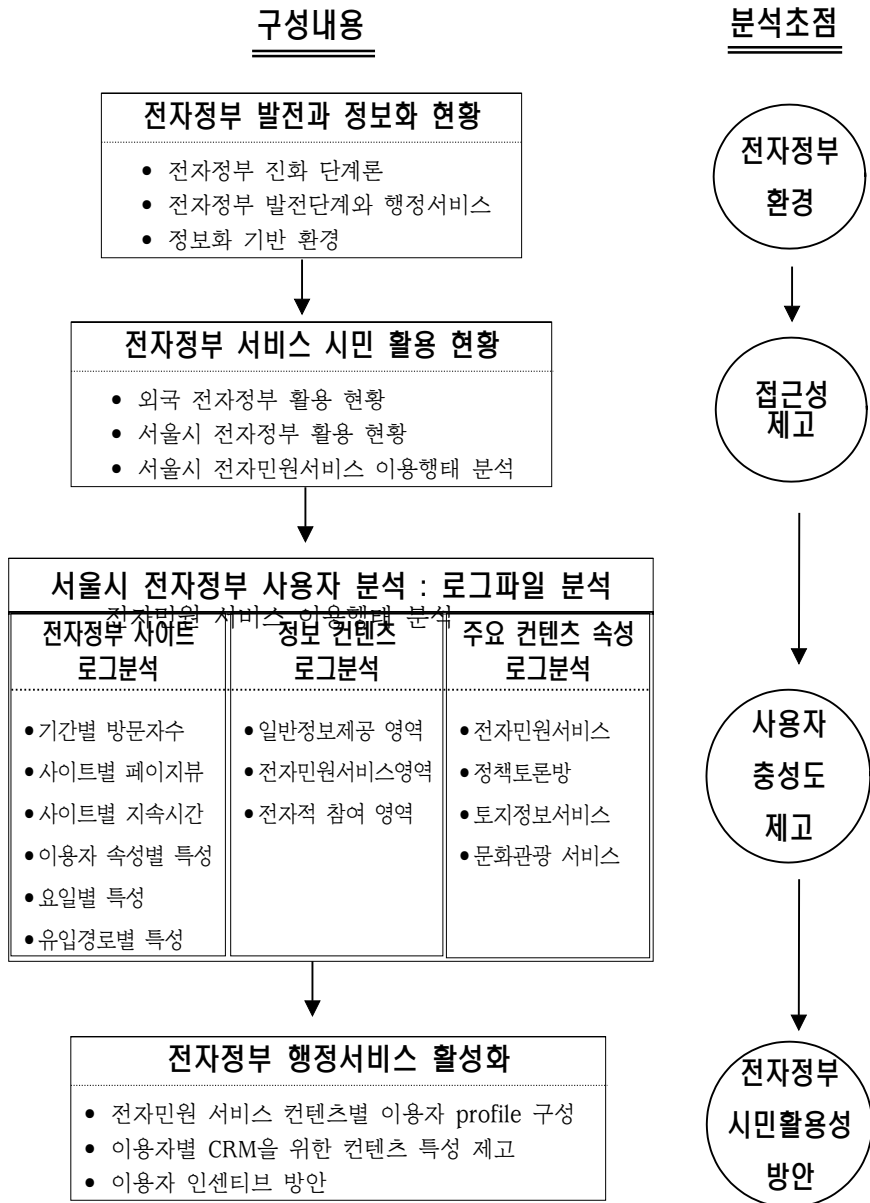 구성내용
분석초점
전자정부 발전과 정보화 현황
• 전자정부 진화 단계론
• 전자정부 발전단계와 행정서비스
• 정보화 기반 환경
전자정부
환경
전자정부 서비스 시민 활용 현황
• 외국 전자정부 활용 현황
• 서울시 전자정부 활용 현황
• 서울시 전자민원서비스 이용행태 분석
접근성
제고
서울시 전자정부 사용자 분석 : 로그파일 분석
전자민원 서비스 이용행태 분석
전자정부 사이트
로그분석
• 기간별 방문자수
• 사이트별 페이지뷰
• 사이트별 지속시간
• 이용자 속성별 특성
• 요일별 특성
• 유입경로별 특성
정보 컨텐츠
로그분석
• 일반정보제공 영역
• 전자민원서비스영역
• 전자적 참여 영역
주요 컨텐츠 속성
로그분석
• 전자민원서비스
• 정책토론방
• 토지정보서비스
• 문화관광 서비스
사용자
충성도
제고
전자정부 행정서비스 활성화
• 전자민원 서비스 컨텐츠별 이용자 profile 구성
• 이용자별 CRM을 위한 컨텐츠 특성 제고
• 이용자 인센티브 방안
전자정부
시민활용성
방안